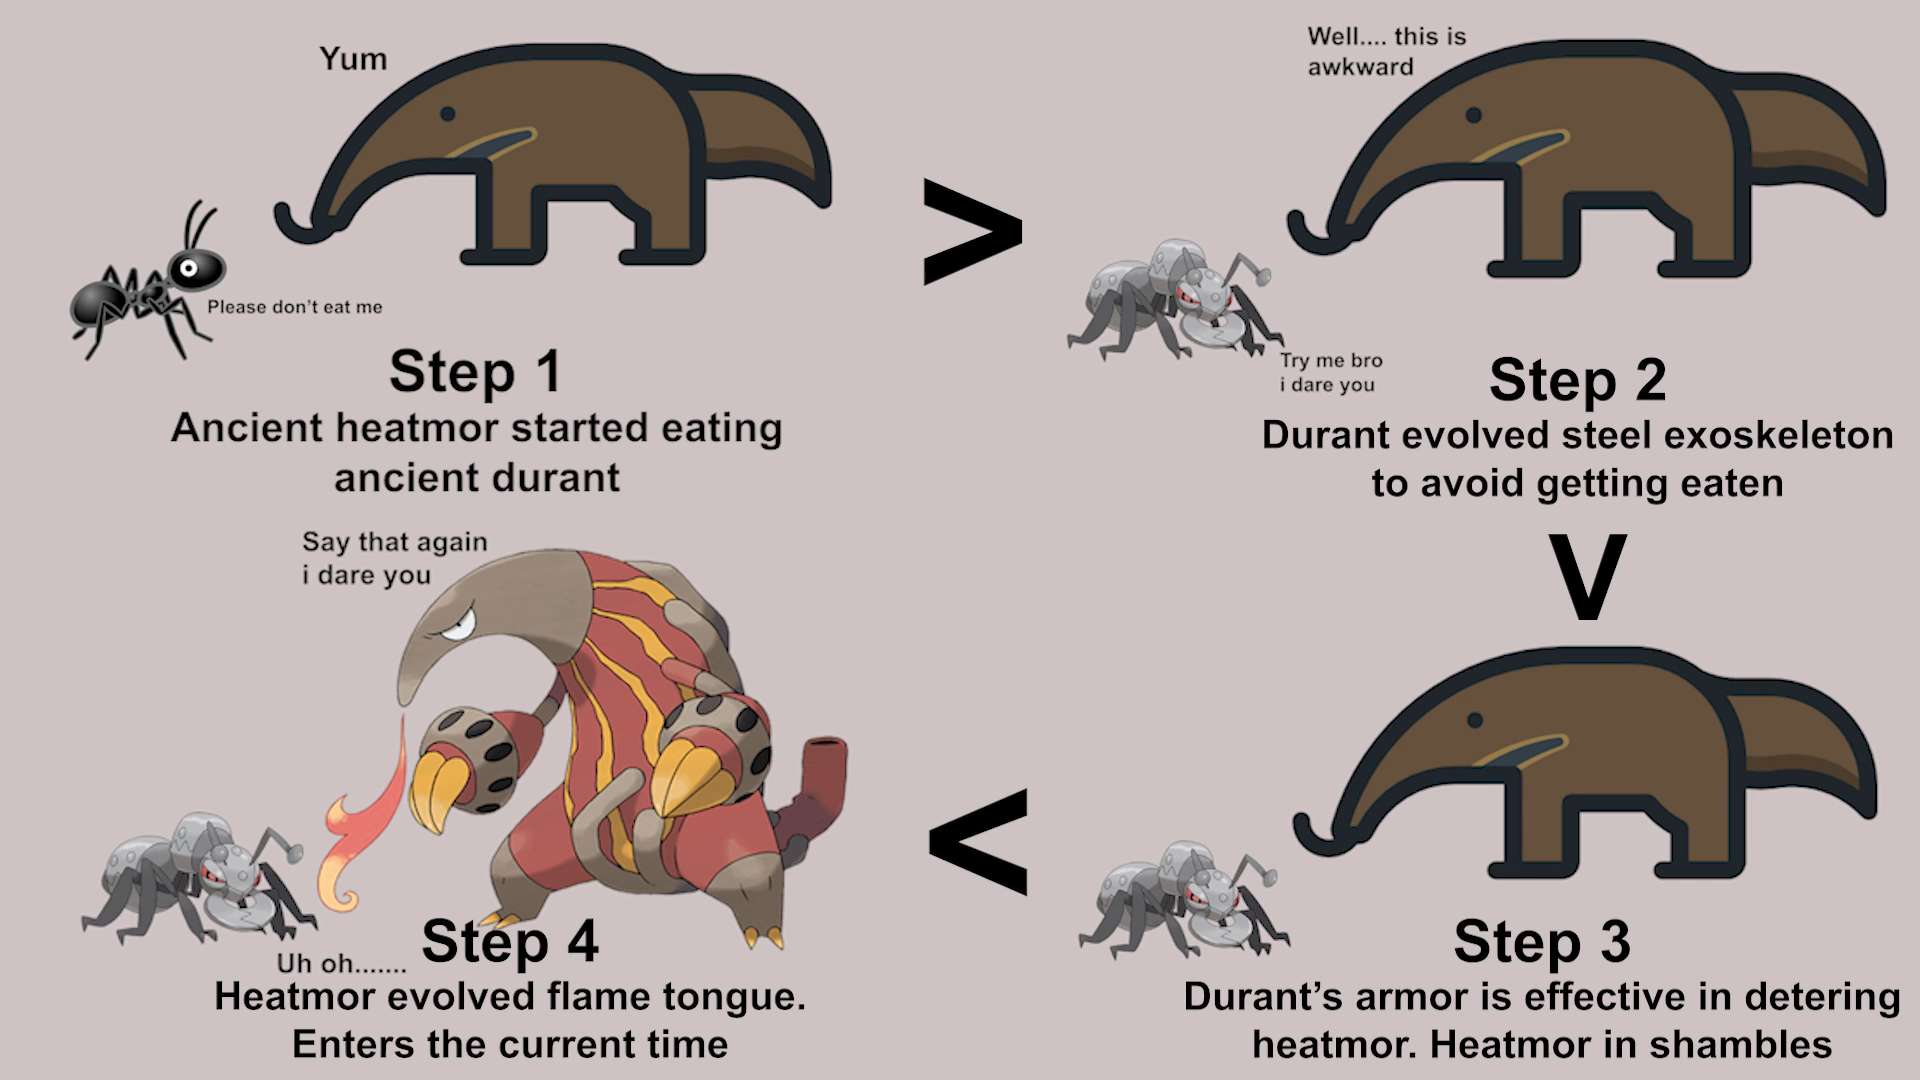 Yum
Please don't eat me
Step 1
Ancient heatmor started eating
ancient durant
>
Well.... this is
awkward
Try me bro
i dare you
Step 2
Durant evolved steel exoskeleton
to avoid getting eaten
V
Step 3
Durant’s armor is effective in detering
heatmor. Heatmor in shambles
<
Say that again
i dare you
Uh oh.......
Step 4
Heatmor evolved flame tongue.
Enters the current time